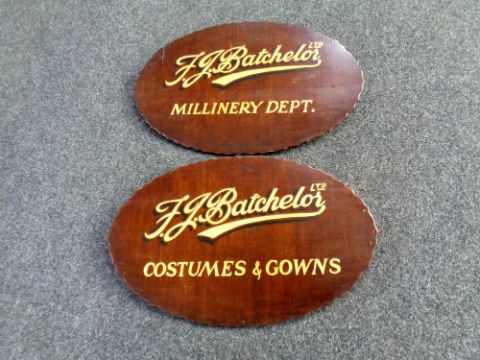 F.J. Batchelor LTD
MILLINERY DEPT.
F.J. Batchelor LTD
COSTUMES & GOWNS